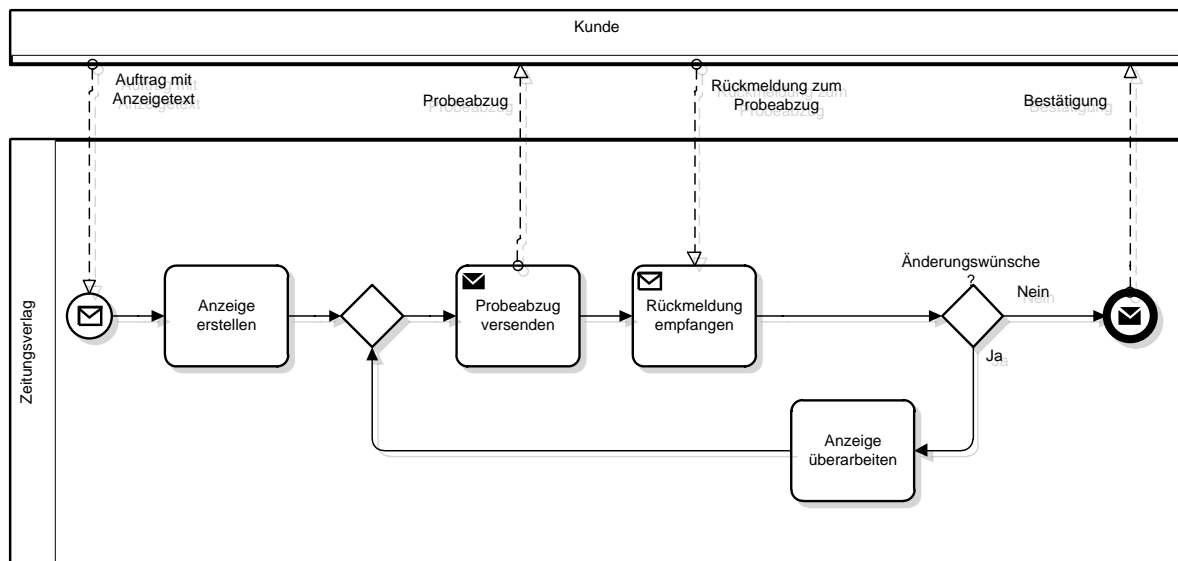 Kunde
Auftrag mit
Anzeigetext
Probeabzug
Rückmeldung zum
Probeabzug
Bestätigung
Zeitungsverlag
Anzeige
erstellen
Probeabzug
versenden
Rückmeldung
empfangen
Änderungswünsche
?
Nein
Ja
Anzeige
überarbeiten